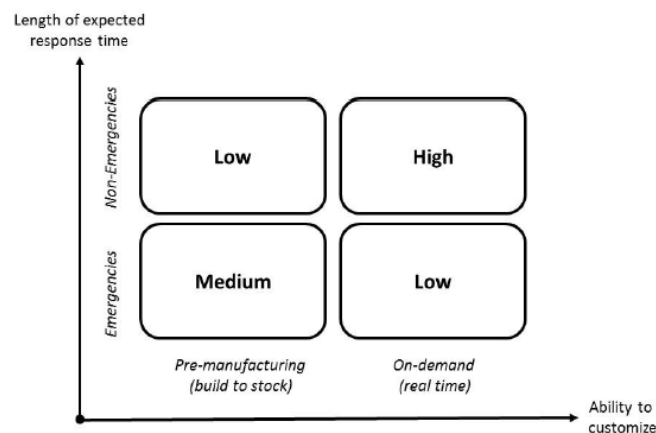 Length of expected
response time
Non-Emergencies
Low
High
Emergencies
Medium
Low
Pre-manufacturing
(build to stock)
On-demand
(real time)
Ability to
customize